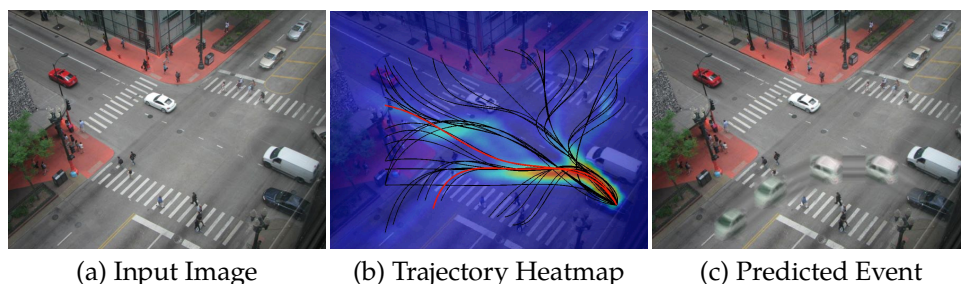 (a) Input Image
(b) Trajectory Heatmap
(c) Predicted Event